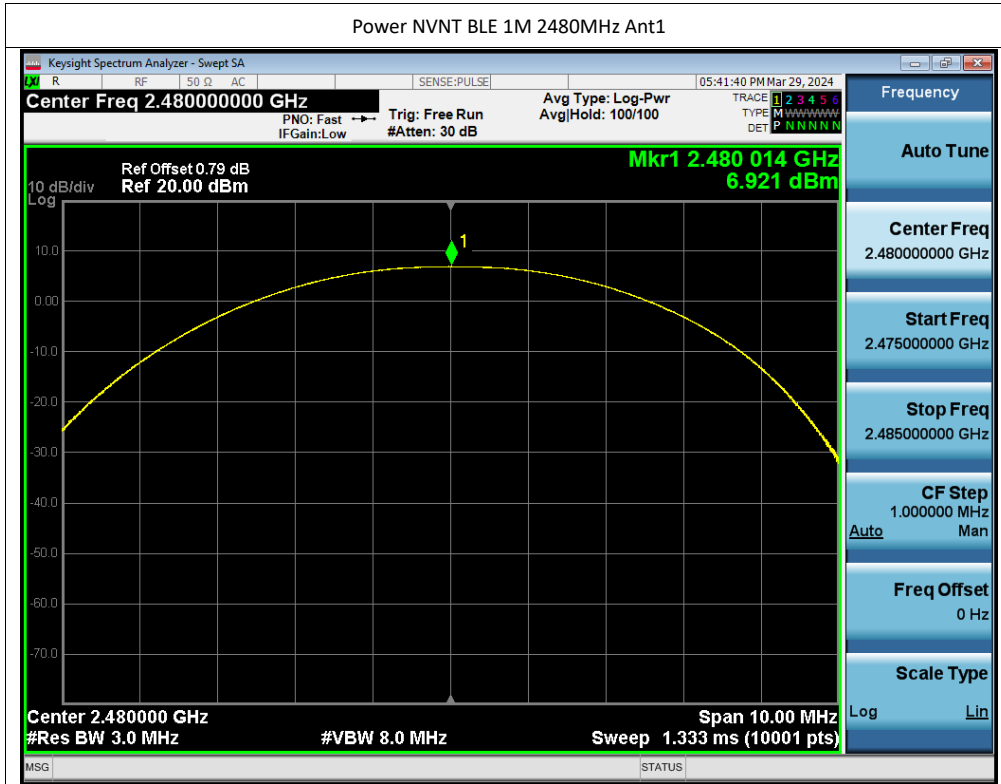 Power NVNT BLE 1M 2480MHz Ant1
Keysight Spectrum Analyzer - Swept SA
LXI R RF 50 Ω AC SENSE:PULSE 05:41:40 PM Mar 29, 2024
Center Freq 2.480000000 GHz
PNO: Fast
IFGain:Low
Trig: Free Run
#Atten: 30 dB
Avg Type: Log-Pwr
Avg|Hold: 100/100
TRACE 1 2 3 4 5 6
TYPE M WWWWW
DET P N N N N N
Ref Offset 0.79 dB
10 dB/div Ref 20.00 dBm
Log
Mkr1 2.480 014 GHz
6.921 dBm
1
10.0
0.00
-10.0
-20.0
-30.0
-40.0
-50.0
-60.0
-70.0
Center 2.480000 GHz
Span 10.00 MHz
#Res BW 3.0 MHz
#VBW 8.0 MHz
Sweep 1.333 ms (10001 pts)
MSG
STATUS
Frequency
Auto Tune
Center Freq
2.480000000 GHz
Start Freq
2.475000000 GHz
Stop Freq
2.485000000 GHz
CF Step
1.000000 MHz
Auto Man
Freq Offset
0 Hz
Scale Type
Log Lin